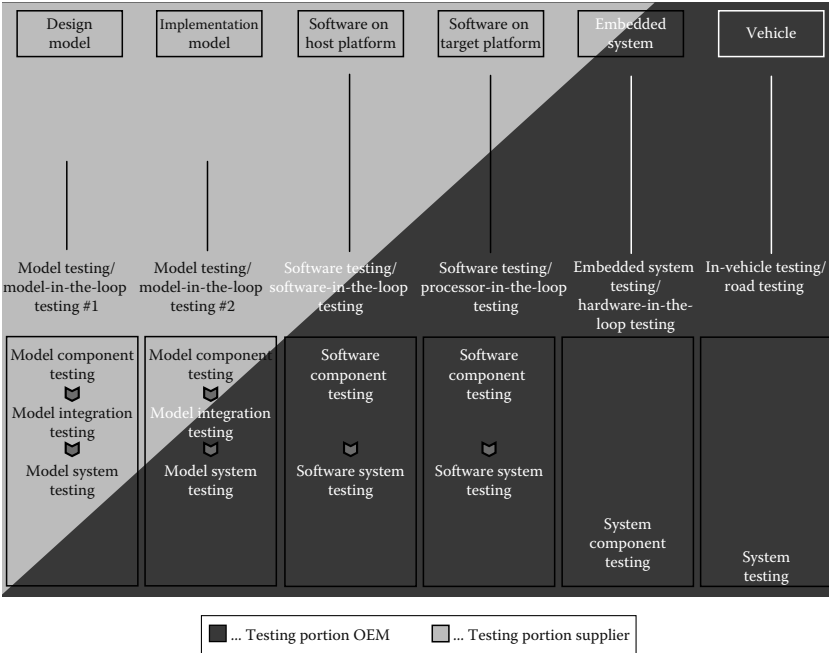 Design
model
Implementation
model
Software on
host platform
Software on
target platform
Embedded
system
Vehicle
Model testing/
model-in-the-loop
testing #1
Model testing/
model-in-the-loop
testing #2
Software testing/
software-in-the-loop
testing
Software testing/
processor-in-the-loop
testing
Embedded system
testing/
hardware-in-the-
loop testing
In-vehicle testing/
road testing
Model component
testing
Model integration
testing
Model system
testing
Model component
testing
Model integration
testing
Model system
testing
Software
component
testing
Software system
testing
Software
component
testing
Software system
testing
System
component
testing
System
testing
... Testing portion OEM
... Testing portion supplier